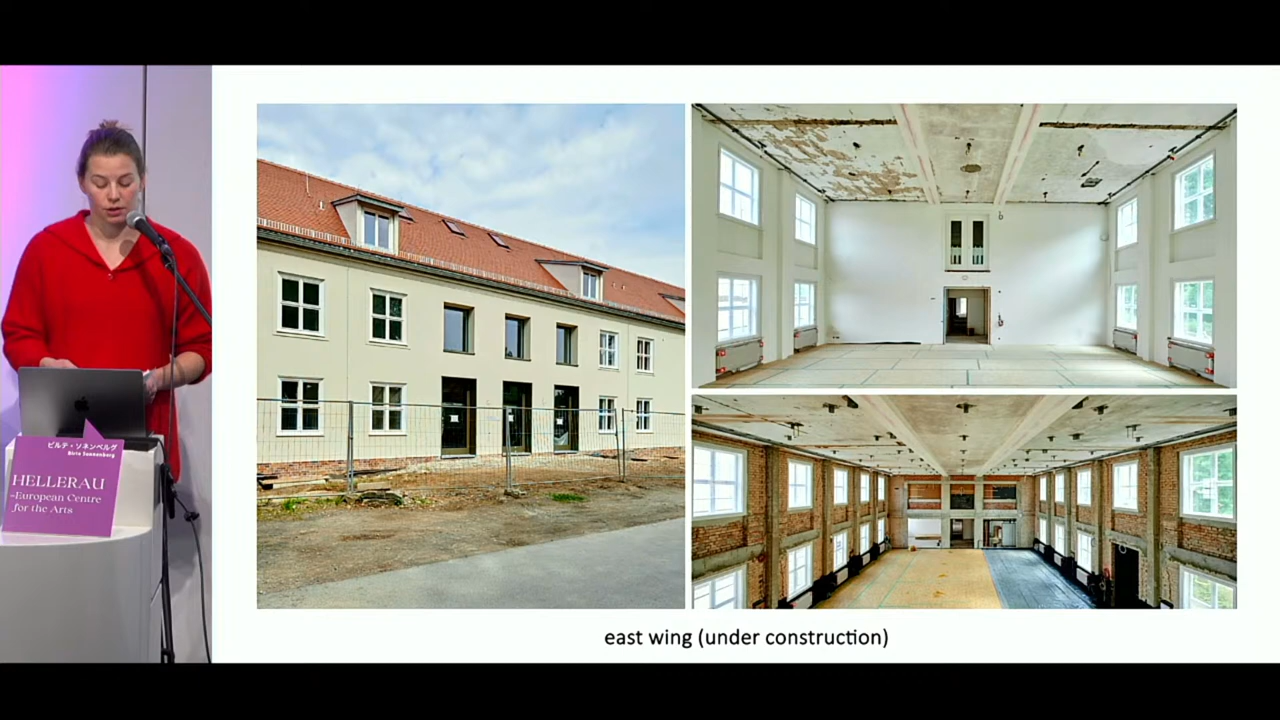 ビルテ・ゾネンベルグ
Birte Sonnenberg
HELLERAU
-European Centre
for the Arts
east wing (under construction)